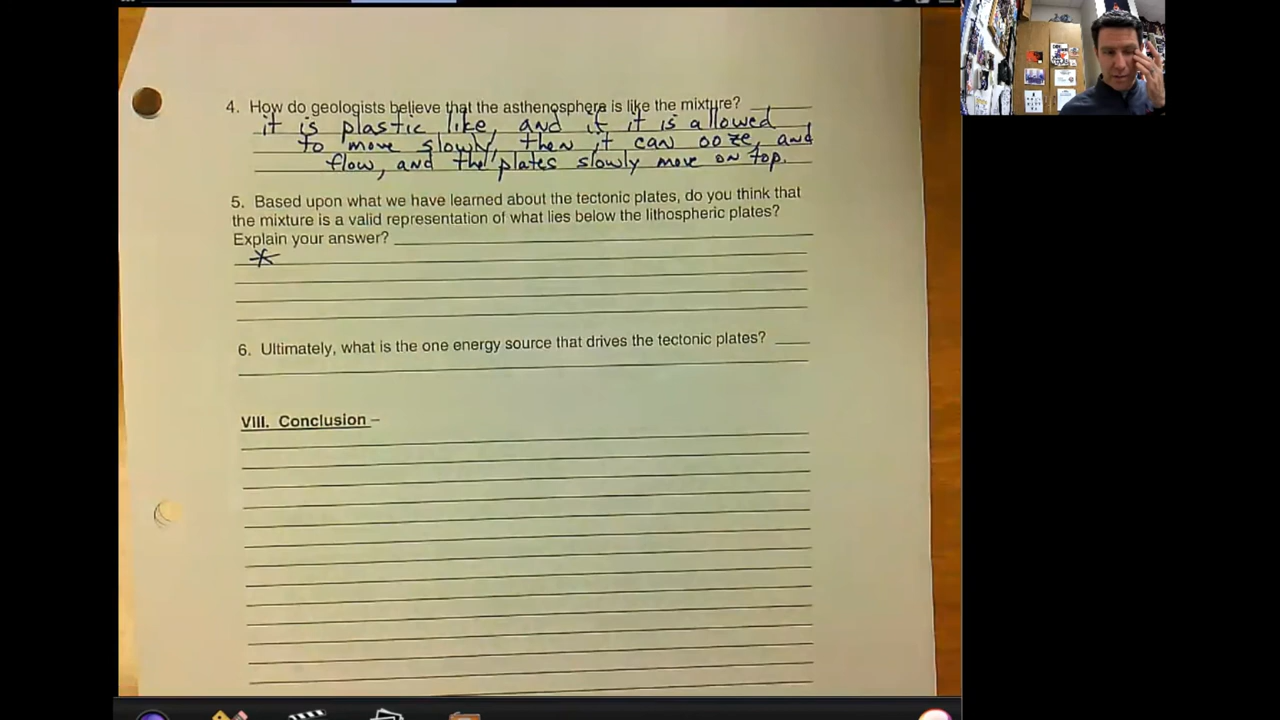 4. How do geologists believe that the asthenosphere is like the mixture?
it is plastic like, and if it is allowed
to move slowly, then it can ooze, and
flow, and the plates slowly move on top.
5. Based upon what we have learned about the tectonic plates, do you think that
the mixture is a valid representation of what lies below the lithospheric plates?
Explain your answer?
6. Ultimately, what is the one energy source that drives the tectonic plates?
VIII. Conclusion –